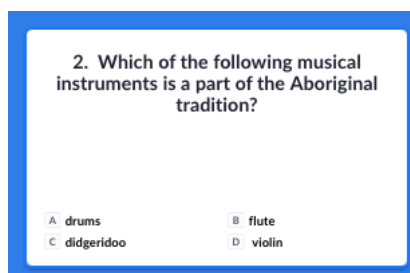 2. Which of the following musical
instruments is a part of the Aboriginal
tradition?
A drums
B flute
C didgeridoo
D violin